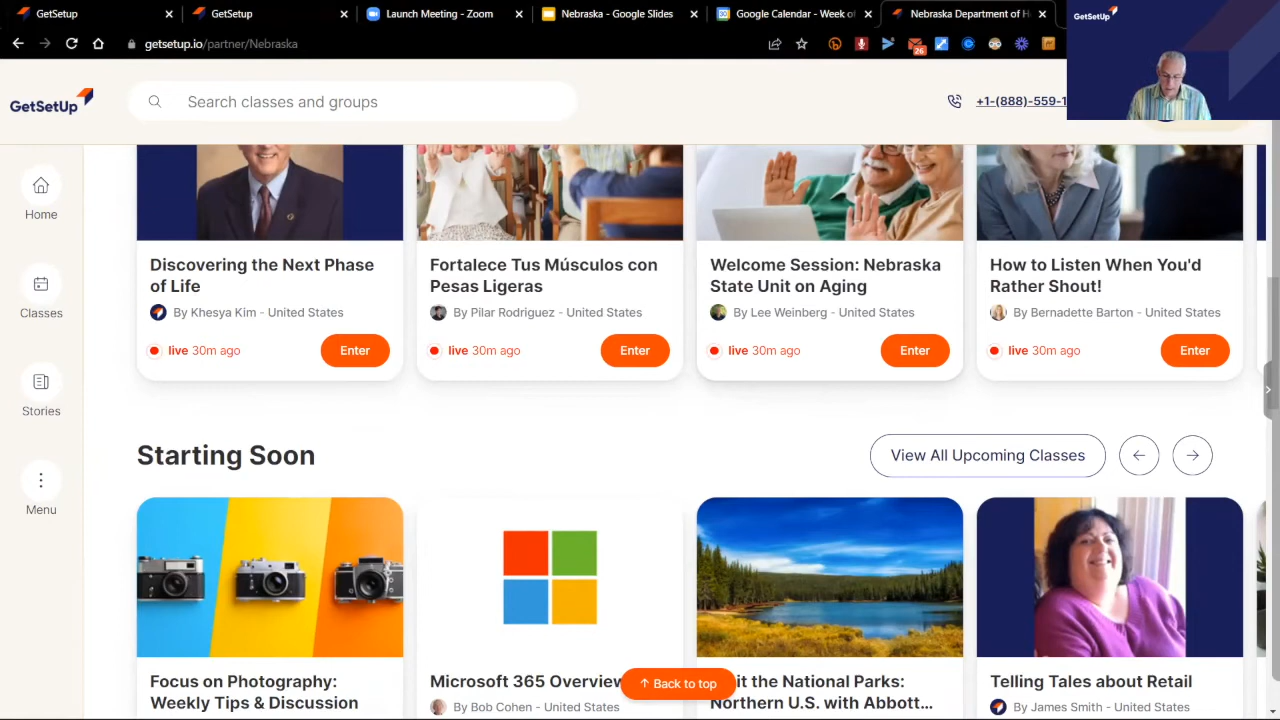 GetSetUp
GetSetUp
Launch Meeting - Zoom
Nebraska - Google Slides
Google Calendar - Week of
Nebraska Department of H
GetSetUp
getsetup.io/partner/Nebraska
26
GetSetUp
Search classes and groups
+1-(888)-559-1
Home
Classes
Stories
Menu
Discovering the Next Phase
of Life
By Khesya Kim - United States
live 30m ago
Enter
Fortalece Tus Músculos con
Pesas Ligeras
By Pilar Rodriguez - United States
live 30m ago
Enter
Welcome Session: Nebraska
State Unit on Aging
By Lee Weinberg - United States
live 30m ago
Enter
How to Listen When You'd
Rather Shout!
By Bernadette Barton - United States
live 30m ago
Enter
Starting Soon
View All Upcoming Classes
Focus on Photography:
Weekly Tips & Discussion
Microsoft 365 Overview
By Bob Cohen - United States
it the National Parks:
Northern U.S. with Abbott...
Telling Tales about Retail
By James Smith - United States
↑ Back to top